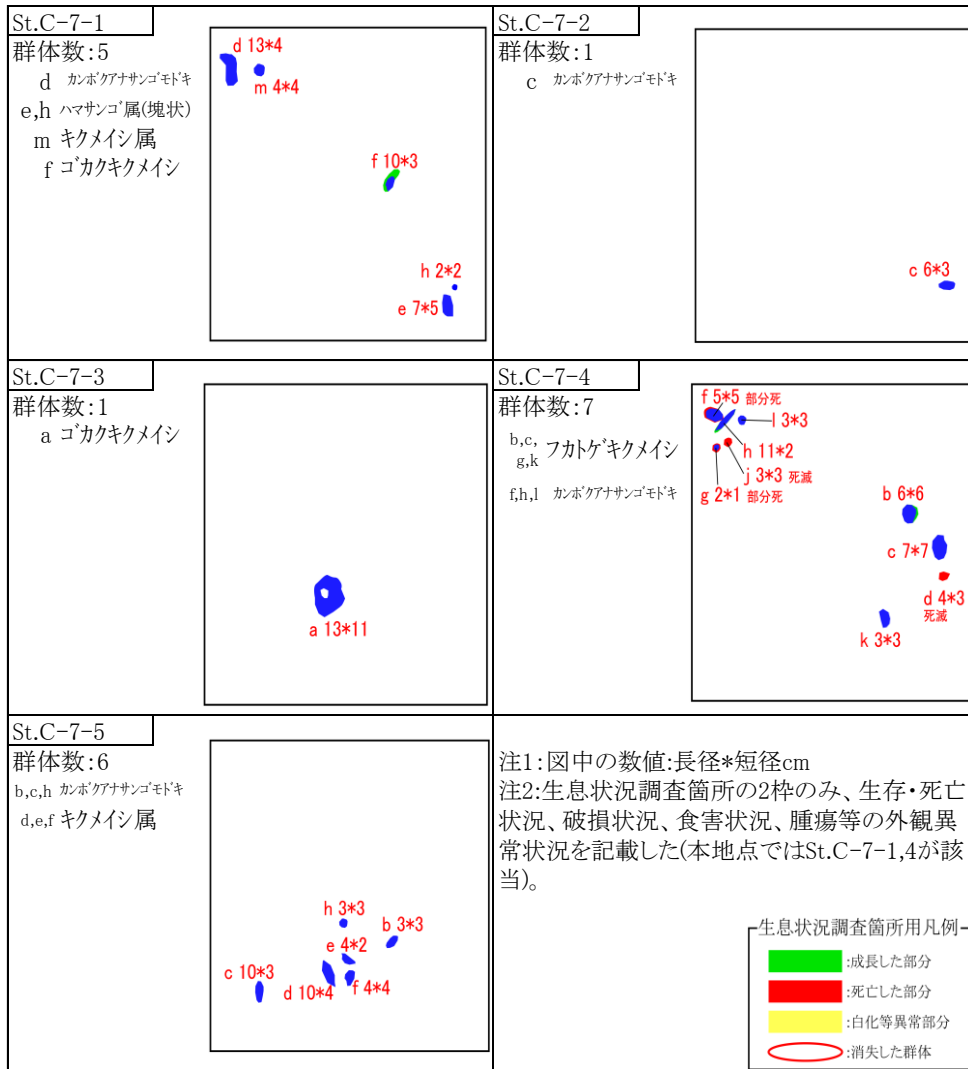 St.C-7-1
群体数:5
d カンボクアナサンゴモドキ
e,h ハマサンゴ属(塊状)
m キクメイシ属
f ゴカクキクメイシ
d 13*4
m 4*4
f 10*3
h 2*2
e 7*5
St.C-7-2
群体数:1
c カンボクアナサンゴモドキ
c 6*3
St.C-7-3
群体数:1
a ゴカクキクメイシ
a 13*11
St.C-7-4
群体数:7
b,c,
g,k フカトゲキクメイシ
f,h,l カンボクアナサンゴモドキ
f 5*5 部分死
l 3*3
h 11*2
j 3*3 死滅
g 2*1 部分死
b 6*6
c 7*7
d 4*3
死滅
k 3*3
St.C-7-5
群体数:6
b,c,h カンボクアナサンゴモドキ
d,e,f キクメイシ属
h 3*3
b 3*3
e 4*2
c 10*3
d 10*4
f 4*4
注1:図中の数値:長径*短径cm
注2:生息状況調査箇所の2枠のみ、生存・死亡
状況、破損状況、食害状況、腫瘍等の外観異
常状況を記載した(本地点ではSt.C-7-1,4が該
当)。
生息状況調査箇所用凡例
:成長した部分
:死亡した部分
:白化等異常部分
:消失した群体